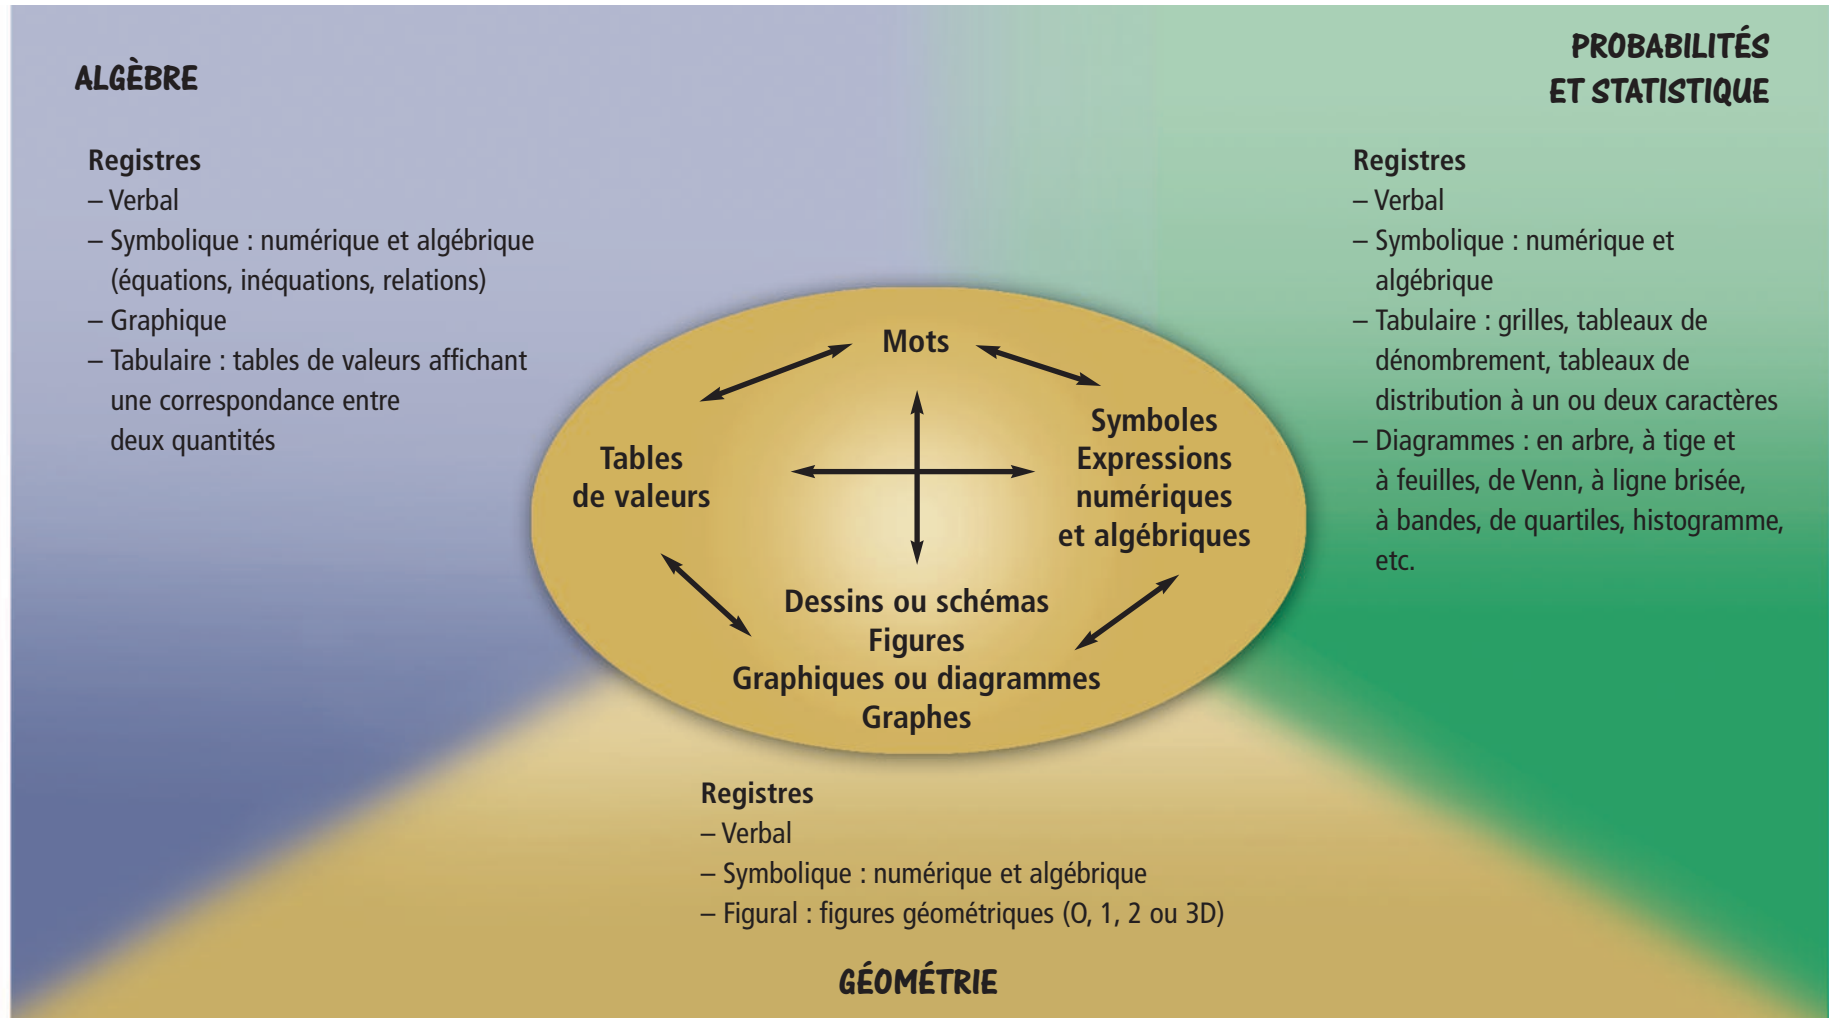 ALGÈBRE
Registres
– Verbal
– Symbolique : numérique et algébrique
(équations, inéquations, relations)
– Graphique
– Tabulaire : tables de valeurs affichant
une correspondance entre
deux quantités
PROBABILITÉS
ET STATISTIQUE
Registres
– Verbal
– Symbolique : numérique et
algébrique
– Tabulaire : grilles, tableaux de
dénombrement, tableaux de
distribution à un ou deux caractères
– Diagrammes : en arbre, à tige et
à feuilles, de Venn, à ligne brisée,
à bandes, de quartiles, histogramme,
etc.
Mots
Tables
de valeurs
Symboles
Expressions
numériques
et algébriques
Dessins ou schémas
Figures
Graphiques ou diagrammes
Graphes
Registres
– Verbal
– Symbolique : numérique et algébrique
– Figural : figures géométriques (O, 1, 2 ou 3D)
GÉOMÉTRIE